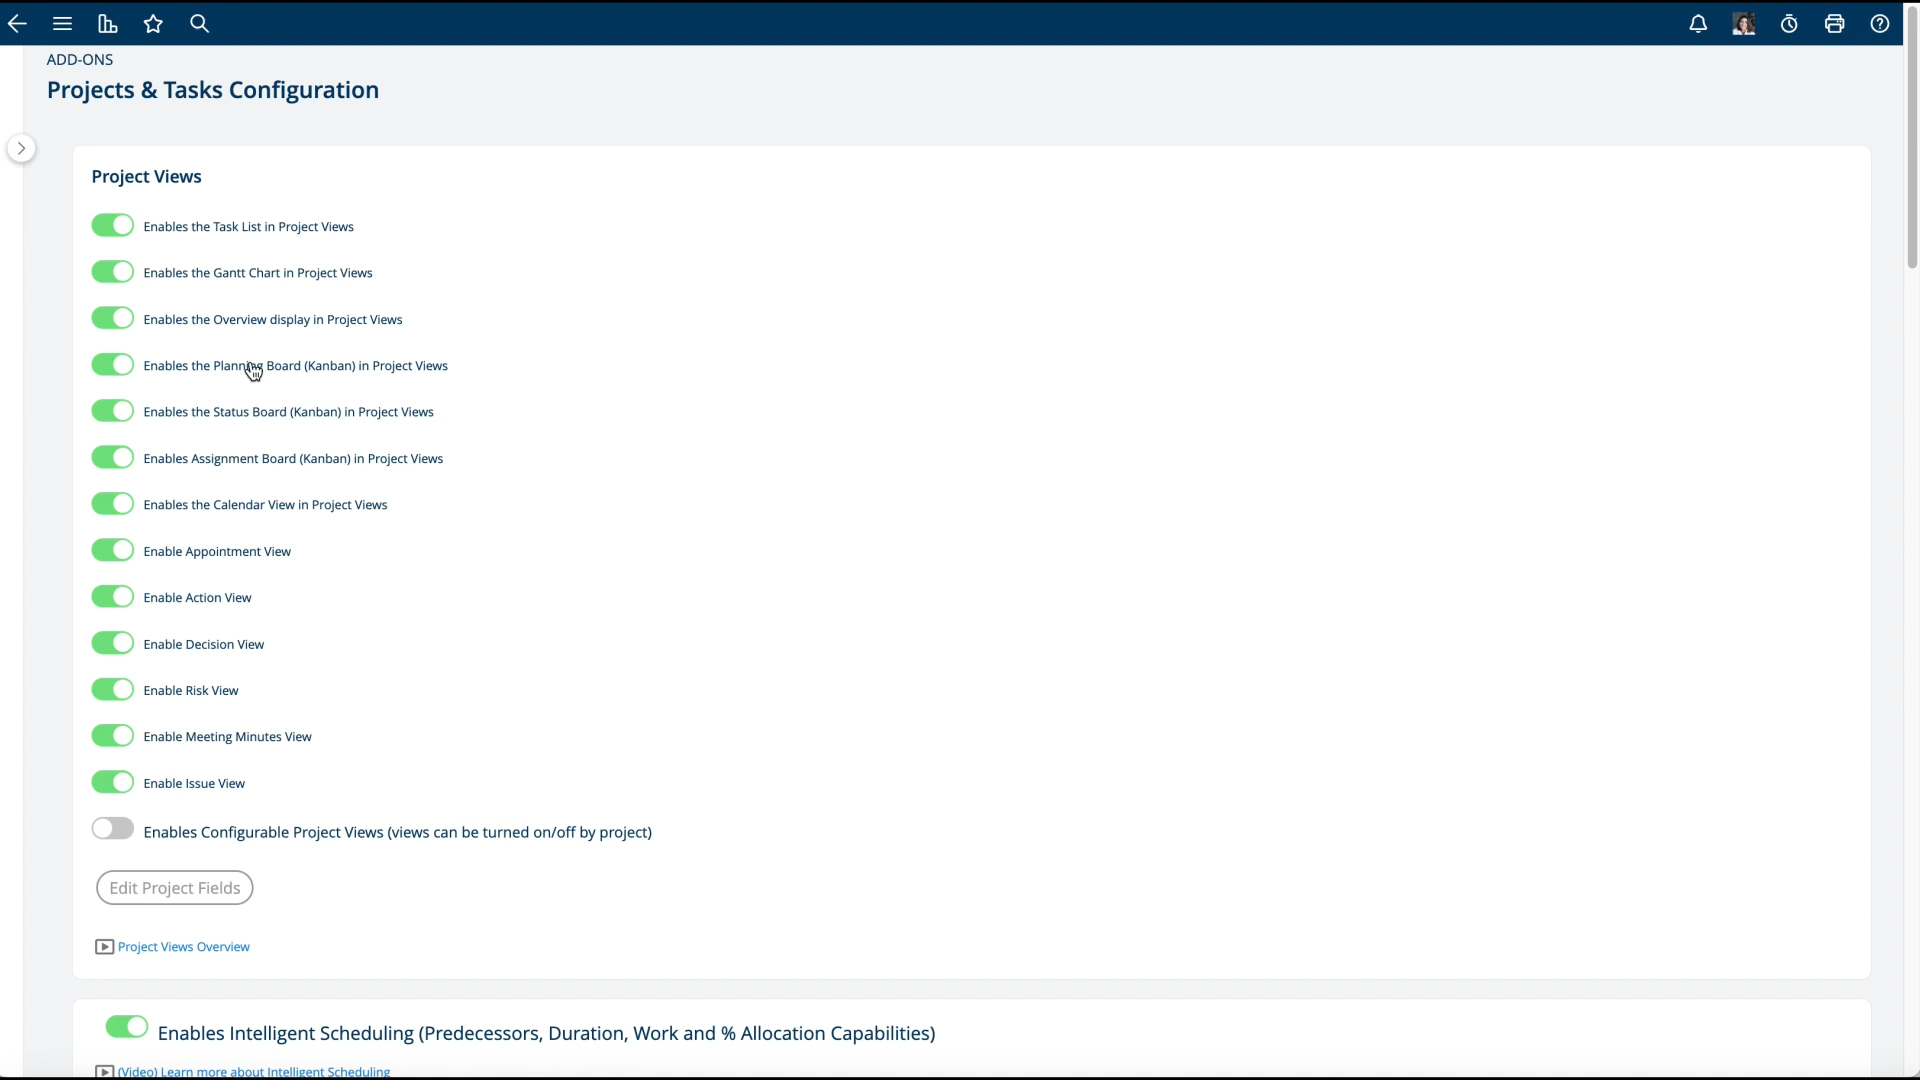 ADD-ONS
Projects & Tasks Configuration
Project Views
Enables the Task List in Project Views
Enables the Gantt Chart in Project Views
Enables the Overview display in Project Views
Enables the Planning Board (Kanban) in Project Views
Enables the Status Board (Kanban) in Project Views
Enables Assignment Board (Kanban) in Project Views
Enables the Calendar View in Project Views
Enable Appointment View
Enable Action View
Enable Decision View
Enable Risk View
Enable Meeting Minutes View
Enable Issue View
Enables Configurable Project Views (views can be turned on/off by project)
Edit Project Fields
Project Views Overview
Enables Intelligent Scheduling (Predecessors, Duration, Work and % Allocation Capabilities)
(Video) Learn more about Intelligent Scheduling